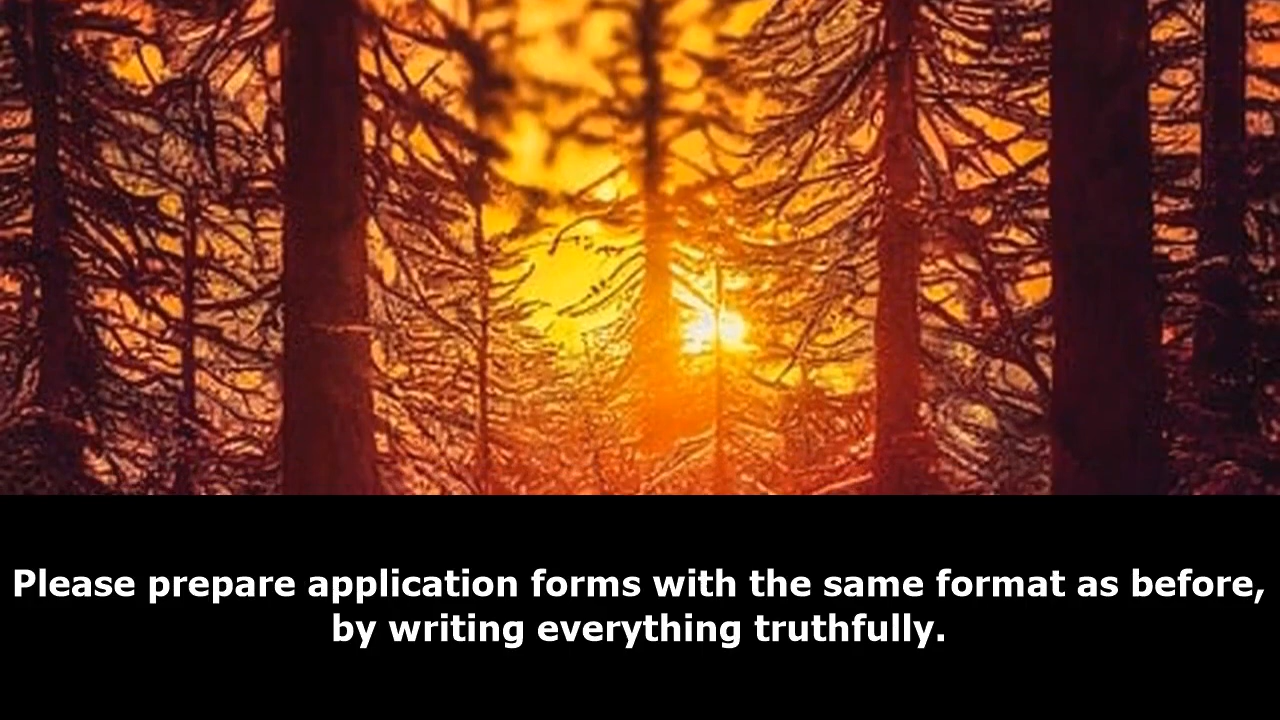 Please prepare application forms with the same format as before,
by writing everything truthfully.